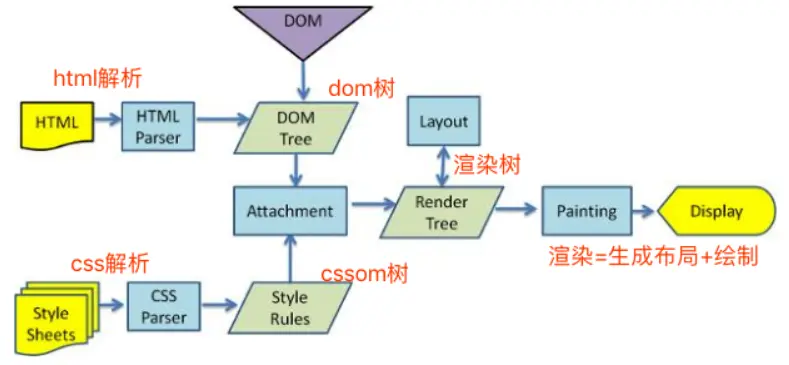 DOM
html解析
dom树
HTML
HTML
Parser
DOM
Tree
Layout
渲染树
Attachment
Render
Tree
Painting
Display
渲染=生成布局+绘制
css解析
cssom树
Style
Sheets
CSS
Parser
Style
Rules